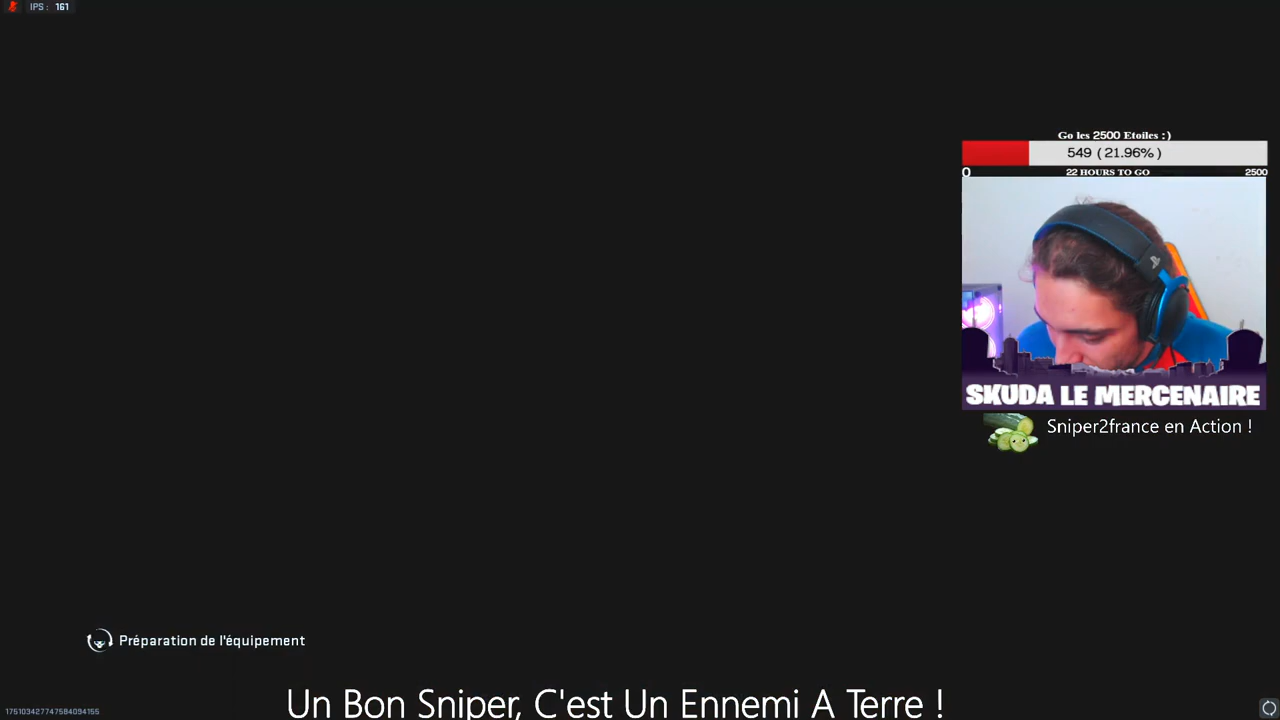 IPS : 161
Go les 2500 Etoiles :)
549 (21.96%)
0 22 HOURS TO GO 2500
SKUDA LE MERCENAIRE
Sniper2france en Action !
Préparation de l'équipement
Un Bon Sniper, C'est Un Ennemi A Terre !
175103427747584094155